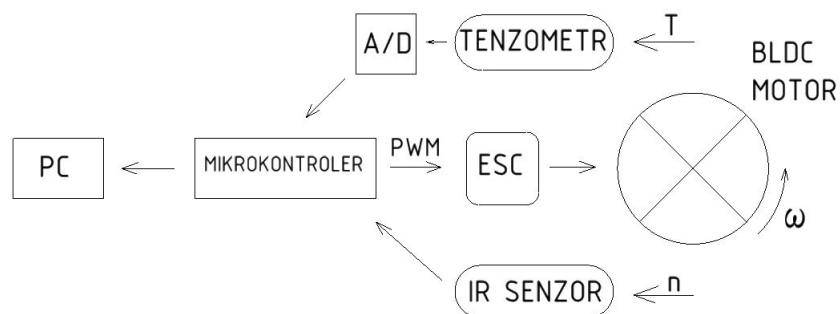 A/D
TENZOMETR
T
BLDC
MOTOR
PC
MIKROKONTROLER
PWM
ESC
ω
IR SENZOR
n